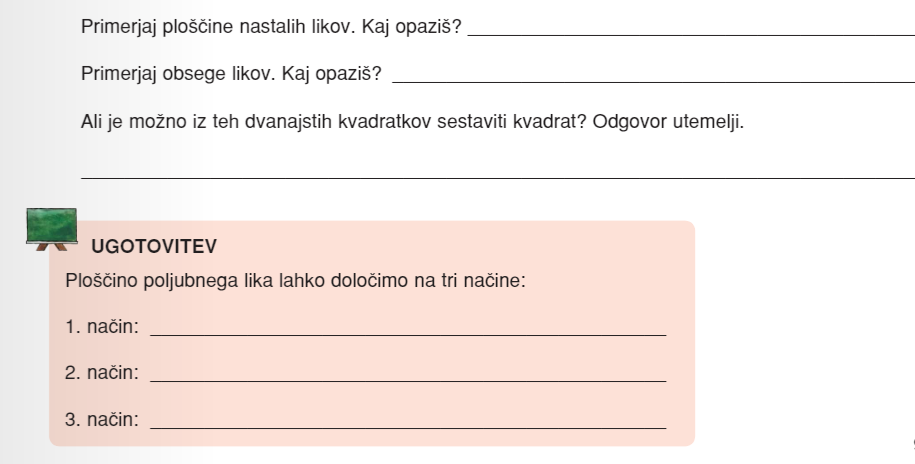 Primerjaj ploščine nastalih likov. Kaj opaziš?
Primerjaj obsege likov. Kaj opaziš?
Ali je možno iz teh dvanajstih kvadratkov sestaviti kvadrat? Odgovor utemelji.
UGOTOVITEV
Ploščino poljubnega lika lahko določimo na tri načine:
1. način:
2. način:
3. način: